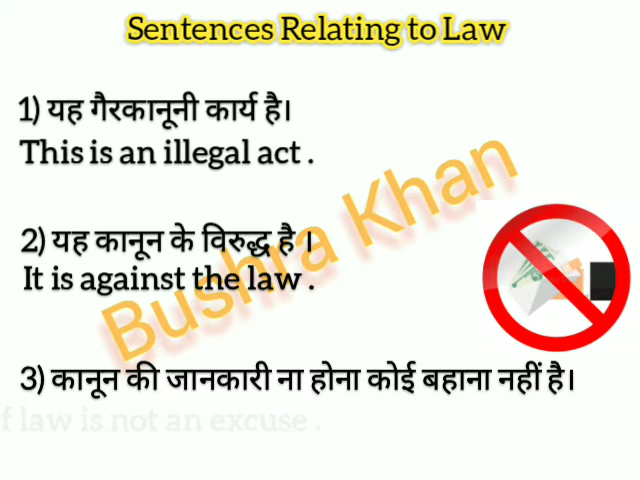 Sentences Relating to Law
1) यह गैरकानूनी कार्य है।
This is an illegal act .
2) यह कानून के विरुद्ध है ।
It is against the law .
Bushra Khan
3) कानून की जानकारी ना होना कोई बहाना नहीं है।
f law is not an excuse .